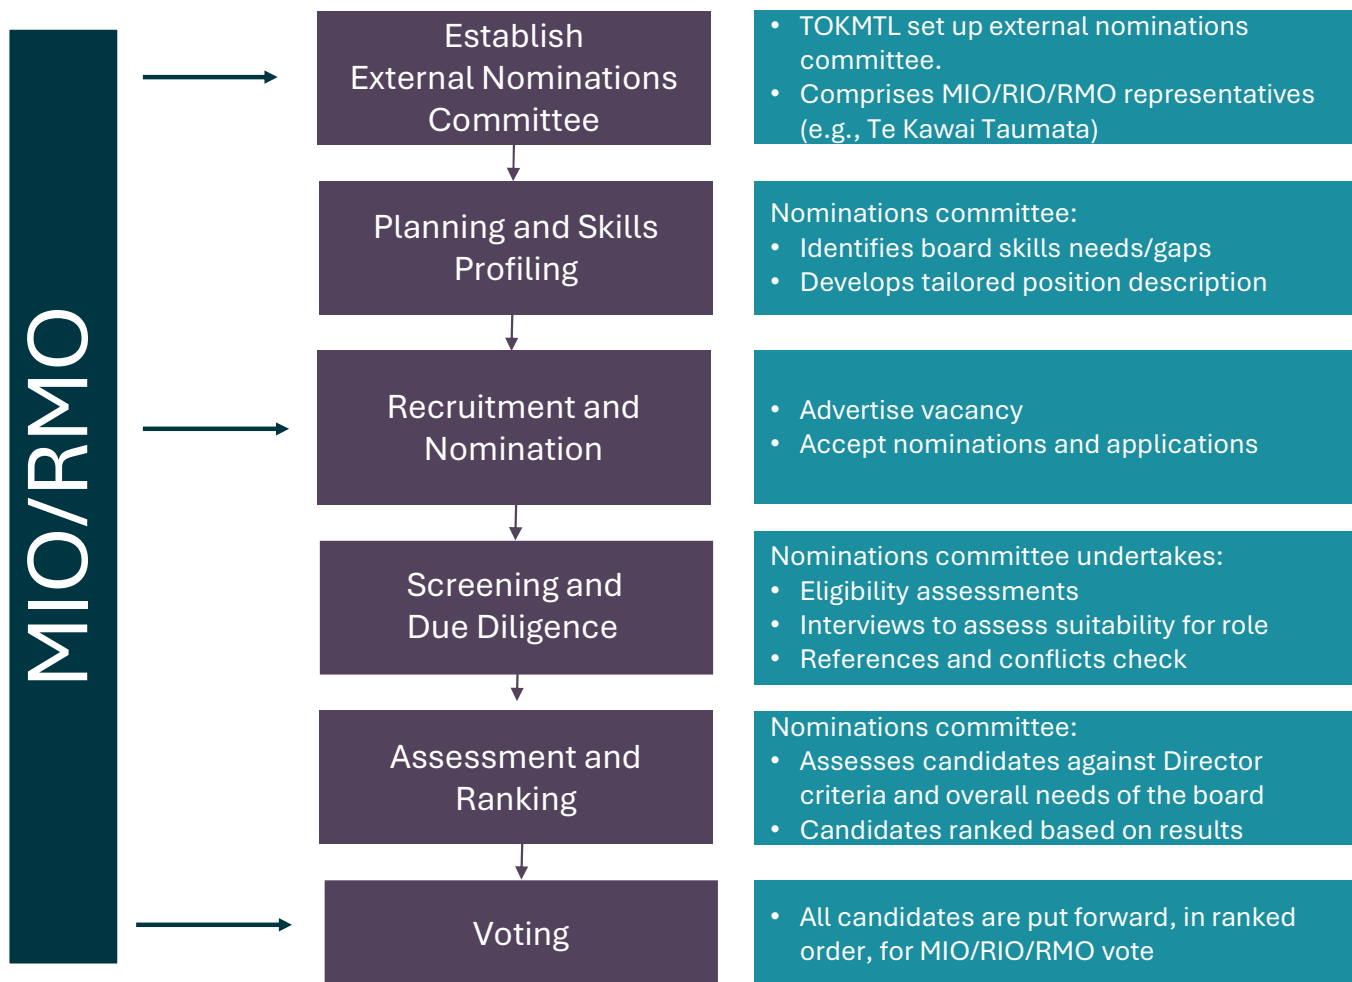 MIO/RMO
Establish
External Nominations
Committee
• TOKMTL set up external nominations
committee.
• Comprises MIO/RIO/RMO representatives
(e.g., Te Kawai Taumata)
Planning and Skills
Profiling
Nominations committee:
• Identifies board skills needs/gaps
• Develops tailored position description
Recruitment and
Nomination
• Advertise vacancy
• Accept nominations and applications
Screening and
Due Diligence
Nominations committee undertakes:
• Eligibility assessments
• Interviews to assess suitability for role
• References and conflicts check
Assessment and
Ranking
Nominations committee:
• Assesses candidates against Director
criteria and overall needs of the board
• Candidates ranked based on results
Voting
• All candidates are put forward, in ranked
order, for MIO/RIO/RMO vote